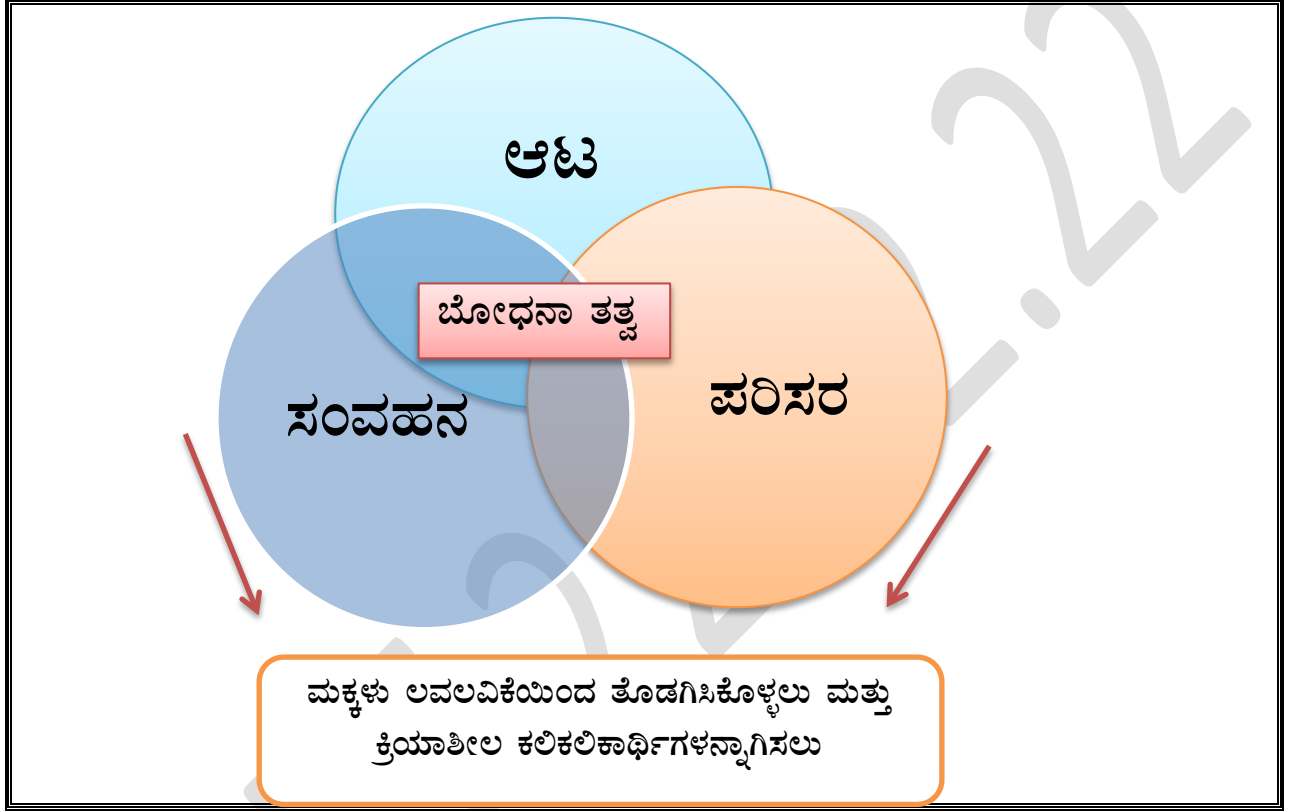 ಆಟ
ಬೋಧನಾ ತತ್ವ
ಸಂವಹನ
ಪರಿಸರ
ಮಕ್ಕಳು ಲವಲವಿಕೆಯಿಂದ ತೊಡಗಿಸಿಕೊಳ್ಳಲು ಮತ್ತು
ಕ್ರಿಯಾಶೀಲ ಕಲಿಕಲಿಕಾರ್ಥಿಗಳನ್ನಾಗಿಸಲು